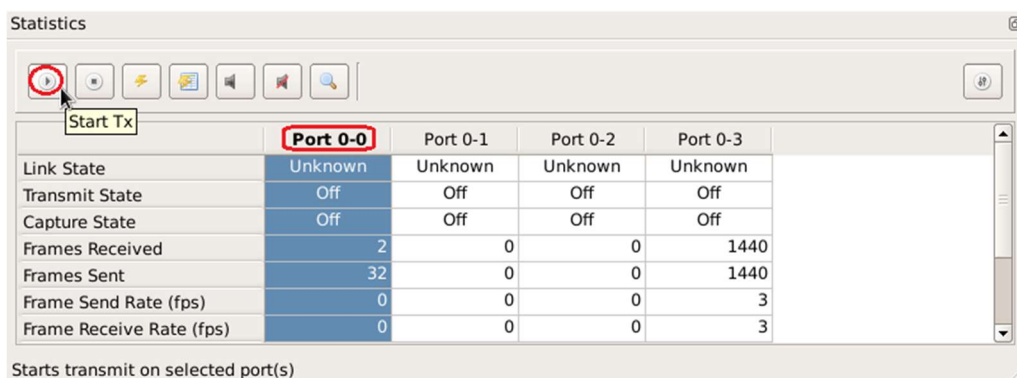 Statistics
Start Tx
Port 0-0 Port 0-1 Port 0-2 Port 0-3
Link State Unknown Unknown Unknown Unknown
Transmit State Off Off Off Off
Capture State Off Off Off Off
Frames Received 2 0 0 1440
Frames Sent 32 0 0 1440
Frame Send Rate (fps) 0 0 0 3
Frame Receive Rate (fps) 0 0 0 3
Starts transmit on selected port(s)